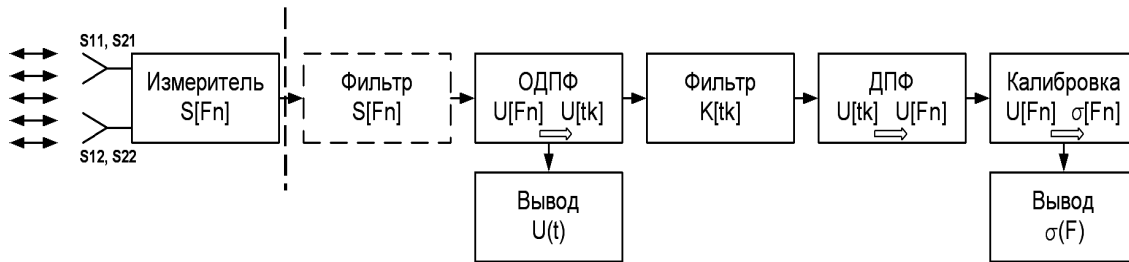 S11, S21
S12, S22
Измеритель
S[Fn]
Фильтр
S[Fn]
ОДПФ
U[Fn] U[tk]
Фильтр
K[tk]
ДПФ
U[tk] U[Fn]
Калибровка
U[Fn] σ[Fn]
Вывод
U(t)
Вывод
σ(F)